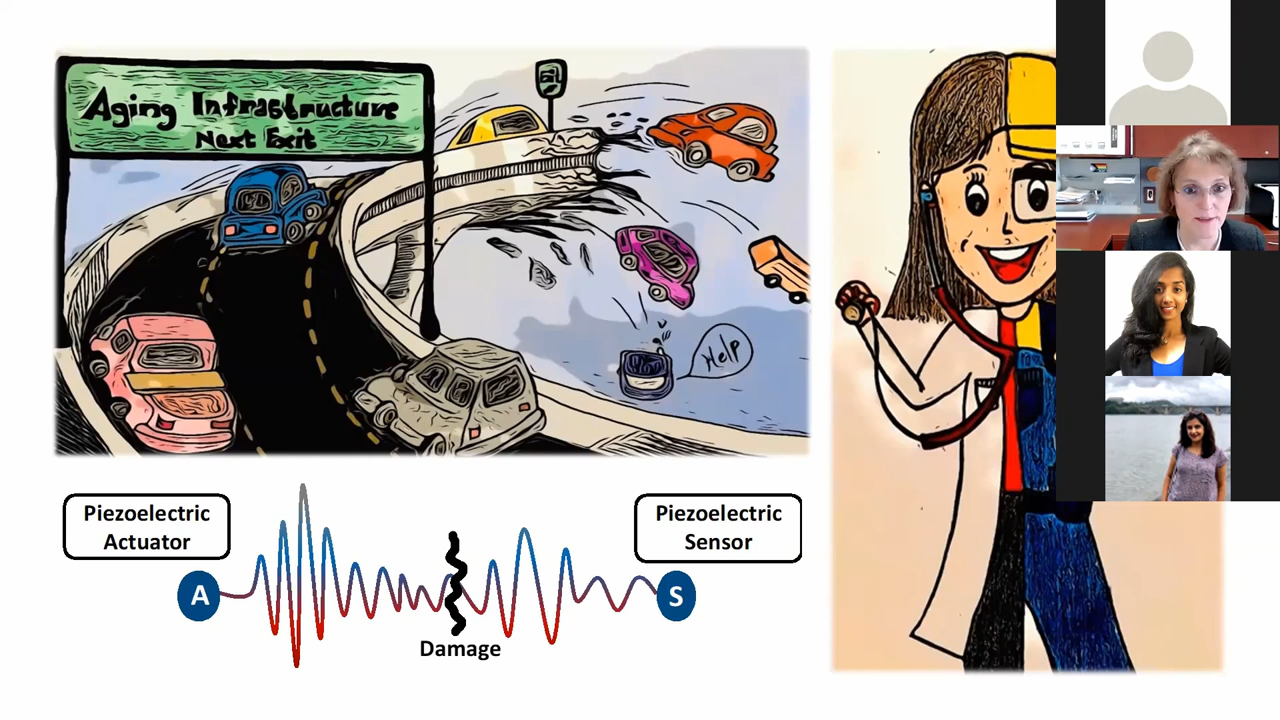 Aging Infrastructure
Next Exit
Help
Piezoelectric
Actuator
Piezoelectric
Sensor
A
S
Damage